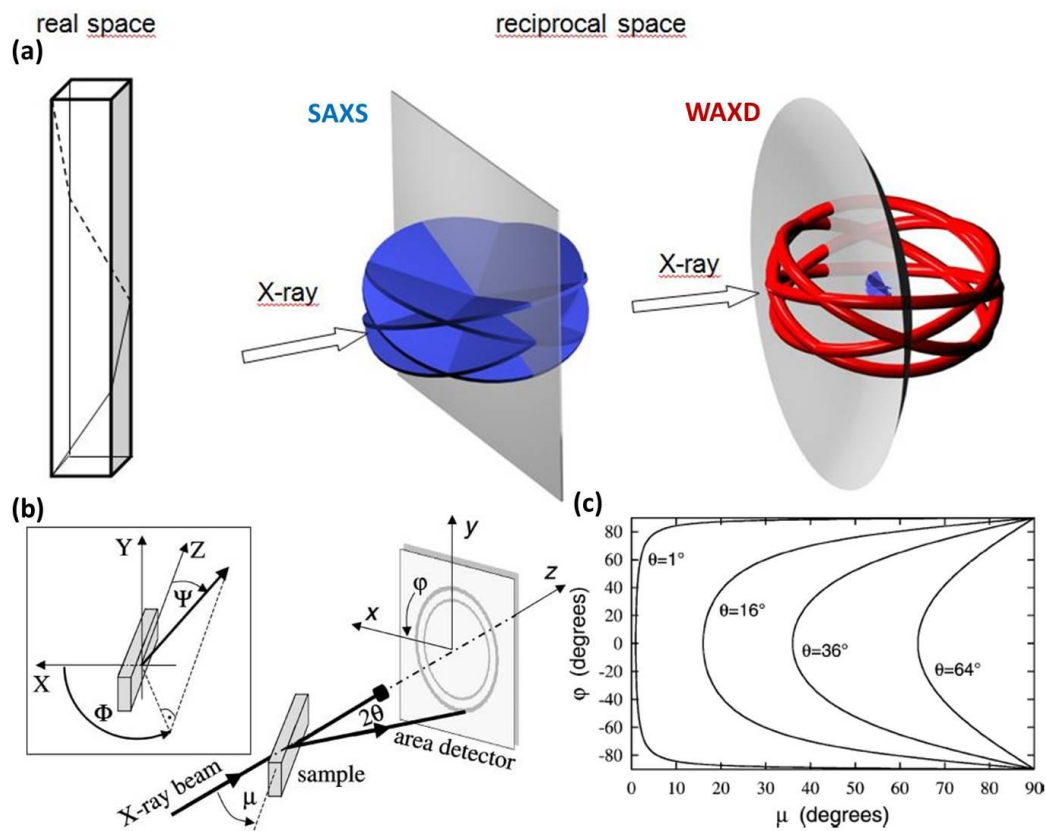 real space
reciprocal space
(a)
SAXS
WAXD
X-ray
X-ray
(b)
(c)
Y
Z
Ψ
X
Φ
y
z
φ
x
2θ
area detector
sample
X-ray beam
μ
φ (degrees)
80
60
40
20
0
-20
-40
-60
-80
θ=1°
θ=16°
θ=36°
θ=64°
0 10 20 30 40 50 60 70 80 90
μ (degrees)